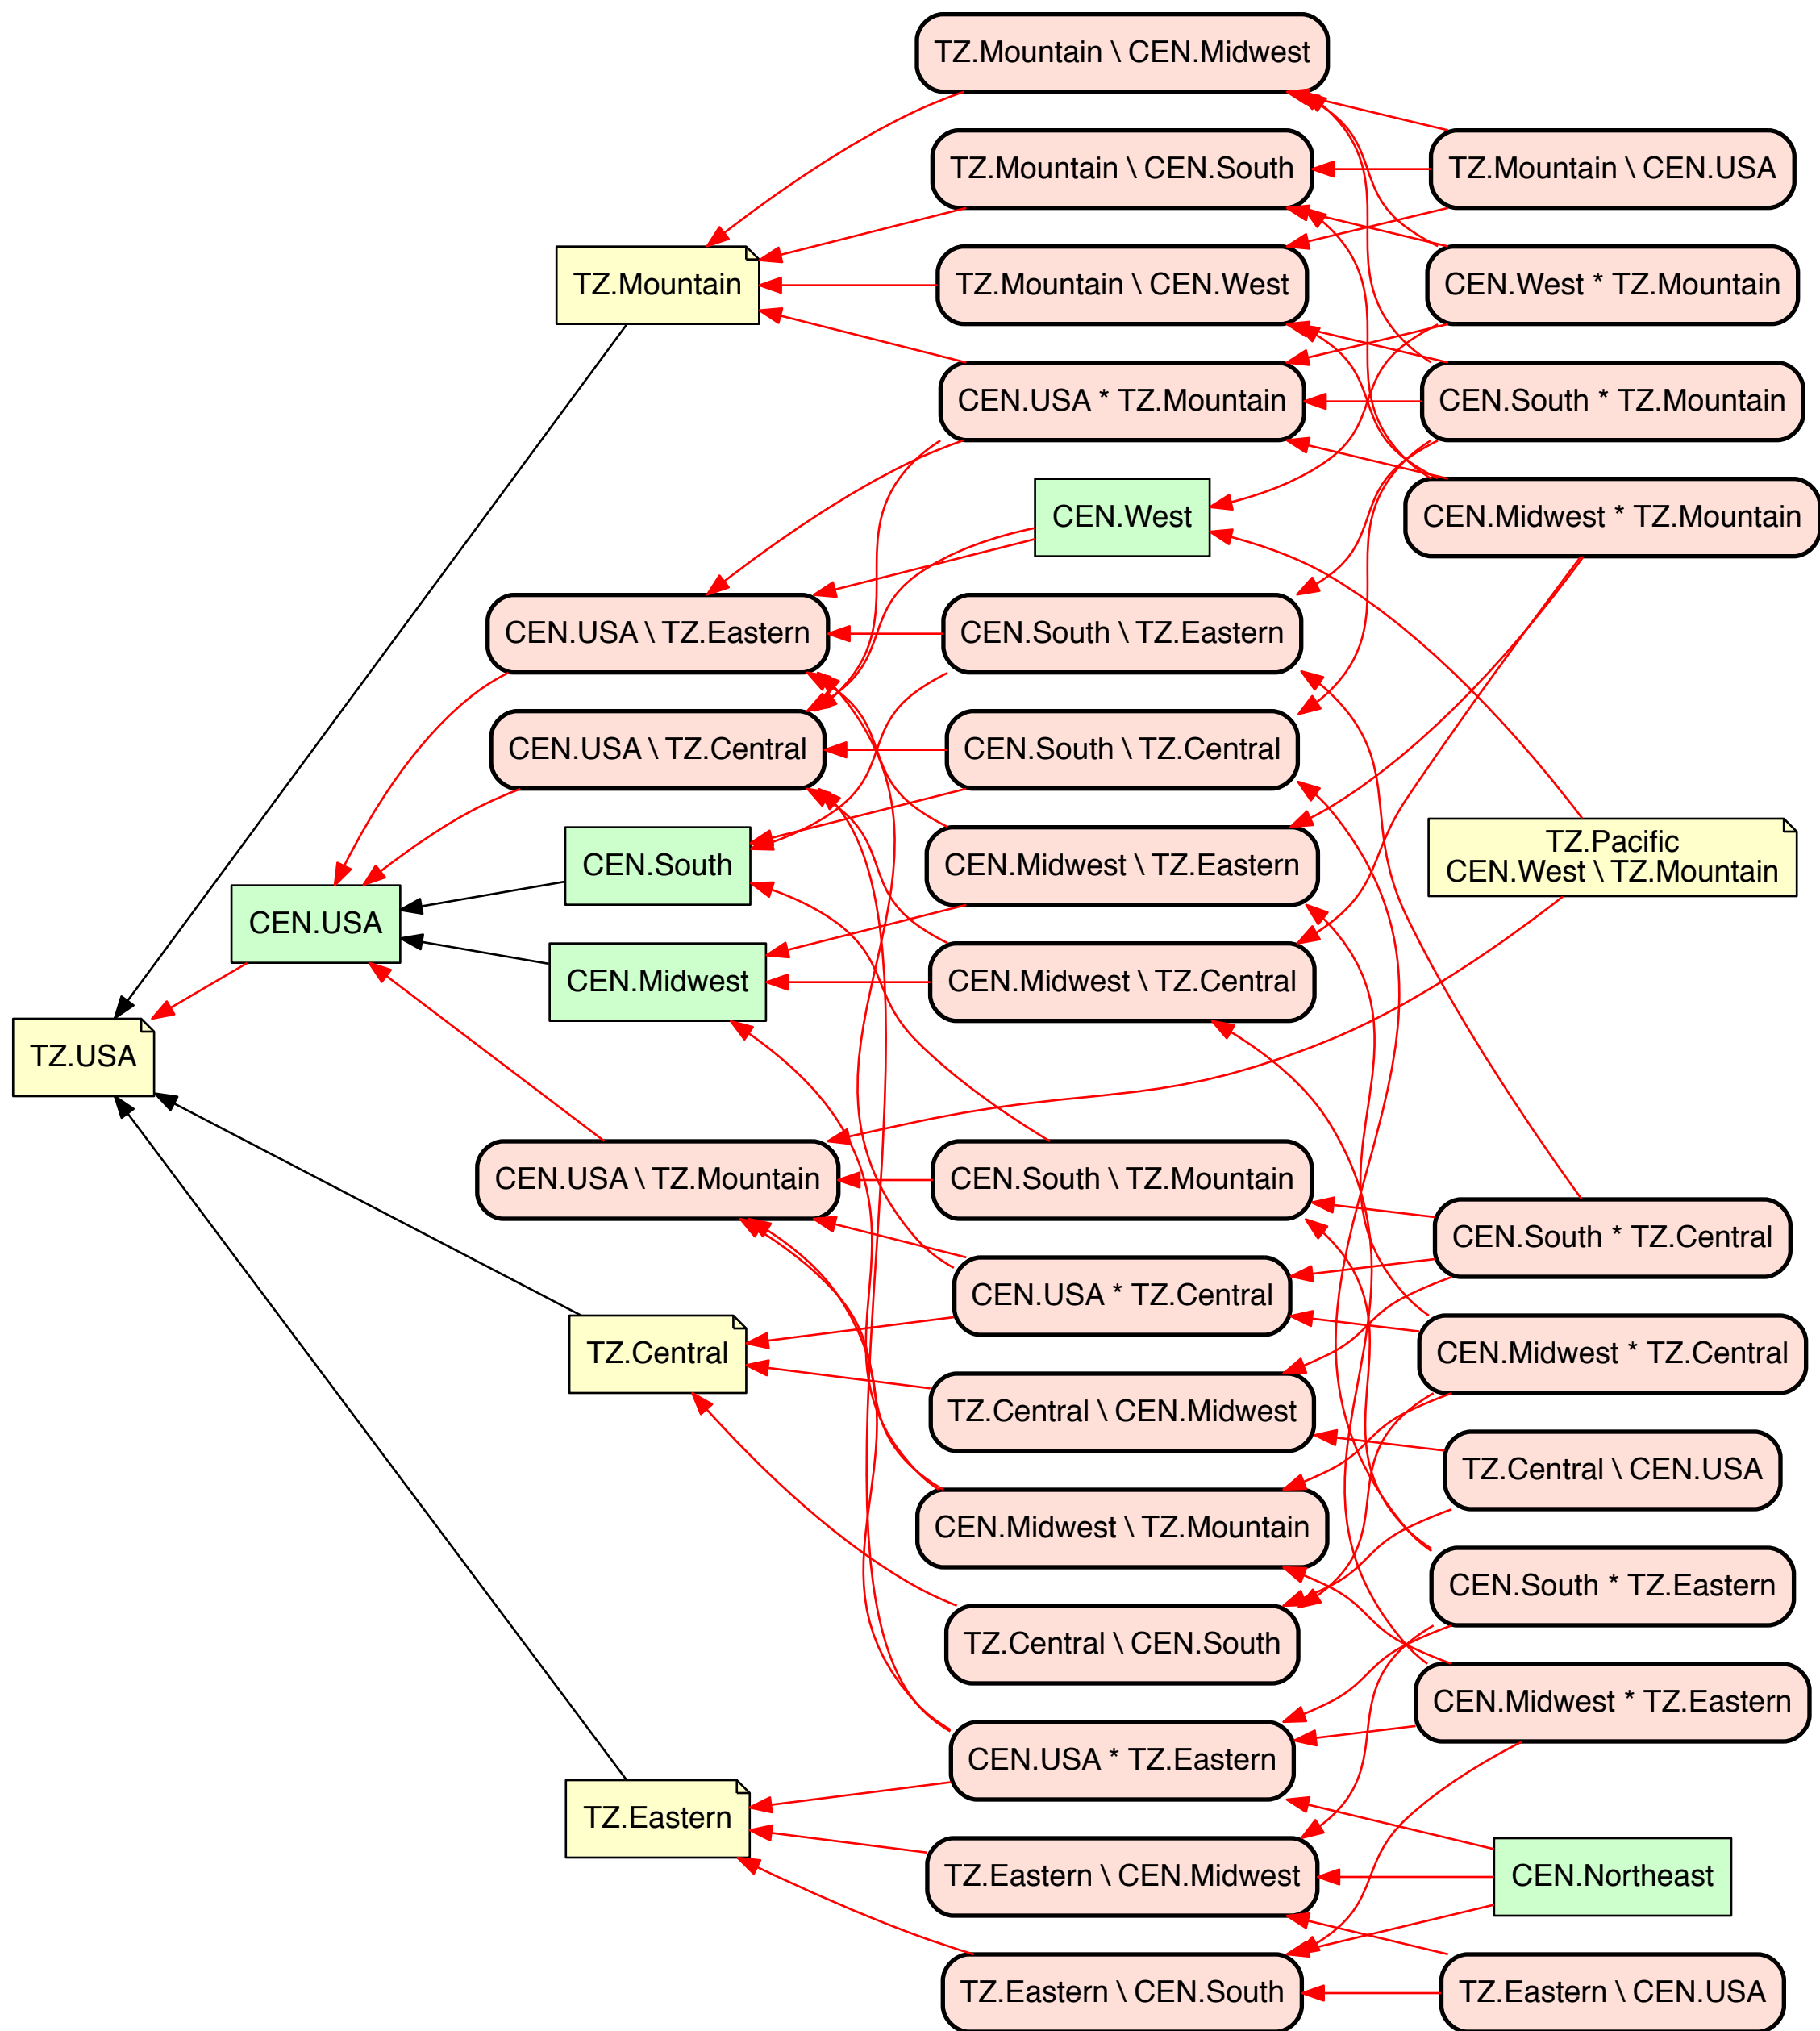 TZ.Mountain \ CEN.Midwest
TZ.Mountain \ CEN.South
TZ.Mountain \ CEN.USA
TZ.Mountain
TZ.Mountain \ CEN.West
CEN.West * TZ.Mountain
CEN.USA * TZ.Mountain
CEN.South * TZ.Mountain
CEN.West
CEN.Midwest * TZ.Mountain
CEN.USA \ TZ.Eastern
CEN.South \ TZ.Eastern
CEN.USA \ TZ.Central
CEN.South \ TZ.Central
CEN.South
CEN.Midwest \ TZ.Eastern
TZ.Pacific
CEN.West \ TZ.Mountain
CEN.USA
CEN.Midwest
CEN.Midwest \ TZ.Central
TZ.USA
CEN.USA \ TZ.Mountain
CEN.South \ TZ.Mountain
CEN.South * TZ.Central
CEN.USA * TZ.Central
TZ.Central
CEN.Midwest * TZ.Central
TZ.Central \ CEN.Midwest
TZ.Central \ CEN.USA
CEN.Midwest \ TZ.Mountain
CEN.South * TZ.Eastern
TZ.Central \ CEN.South
CEN.Midwest * TZ.Eastern
CEN.USA * TZ.Eastern
TZ.Eastern
TZ.Eastern \ CEN.Midwest
CEN.Northeast
TZ.Eastern \ CEN.South
TZ.Eastern \ CEN.USA